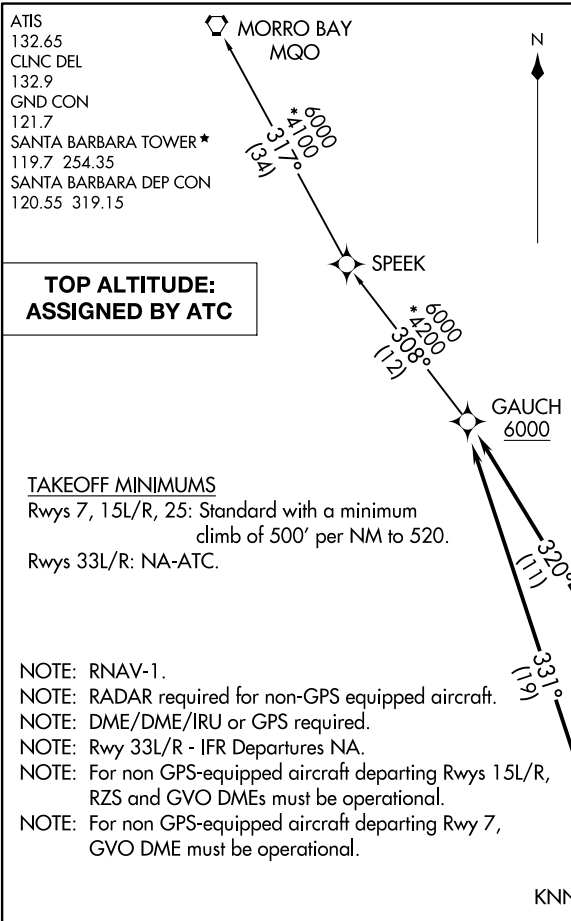 ATIS
132.65
CLNC DEL
132.9
GND CON
121.7
SANTA BARBARA TOWER★
119.7 254.35
SANTA BARBARA DEP CON
120.55 319.15
MORRO BAY
MQO
N
6000
*4100
317°
(34)
SPEEK
TOP ALTITUDE:
ASSIGNED BY ATC
6000
*4200
308°
(12)
GAUCH
6000
TAKEOFF MINIMUMS
Rwys 7, 15L/R, 25: Standard with a minimum
climb of 500' per NM to 520.
Rwys 33L/R: NA-ATC.
320°
(11)
331°
(19)
NOTE: RNAV-1.
NOTE: RADAR required for non-GPS equipped aircraft.
NOTE: DME/DME/IRU or GPS required.
NOTE: Rwy 33L/R - IFR Departures NA.
NOTE: For non GPS-equipped aircraft departing Rwys 15L/R,
RZS and GVO DMEs must be operational.
NOTE: For non GPS-equipped aircraft departing Rwy 7,
GVO DME must be operational.